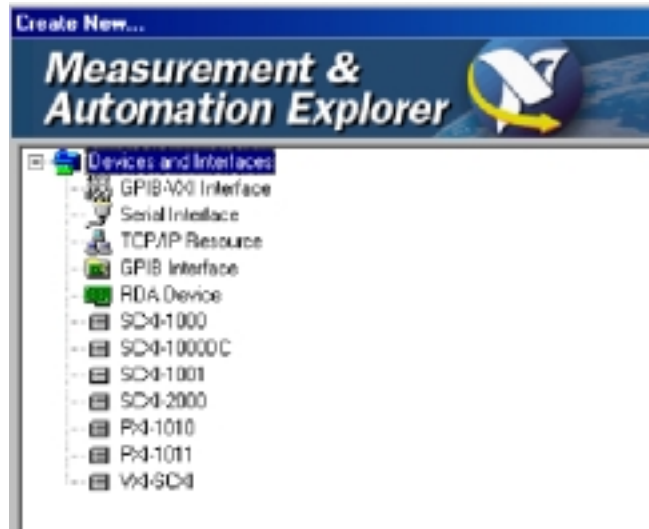 Create New...
Measurement &
Automation Explorer
Devices and Interfaces
GPIB-VXI Interface
Serial Interface
TCP/IP Resource
GPIB Interface
RDA Device
SCXI-1000
SCXI-1000DC
SCXI-1001
SCXI-2000
PXI-1010
PXI-1011
VXI-SCXI